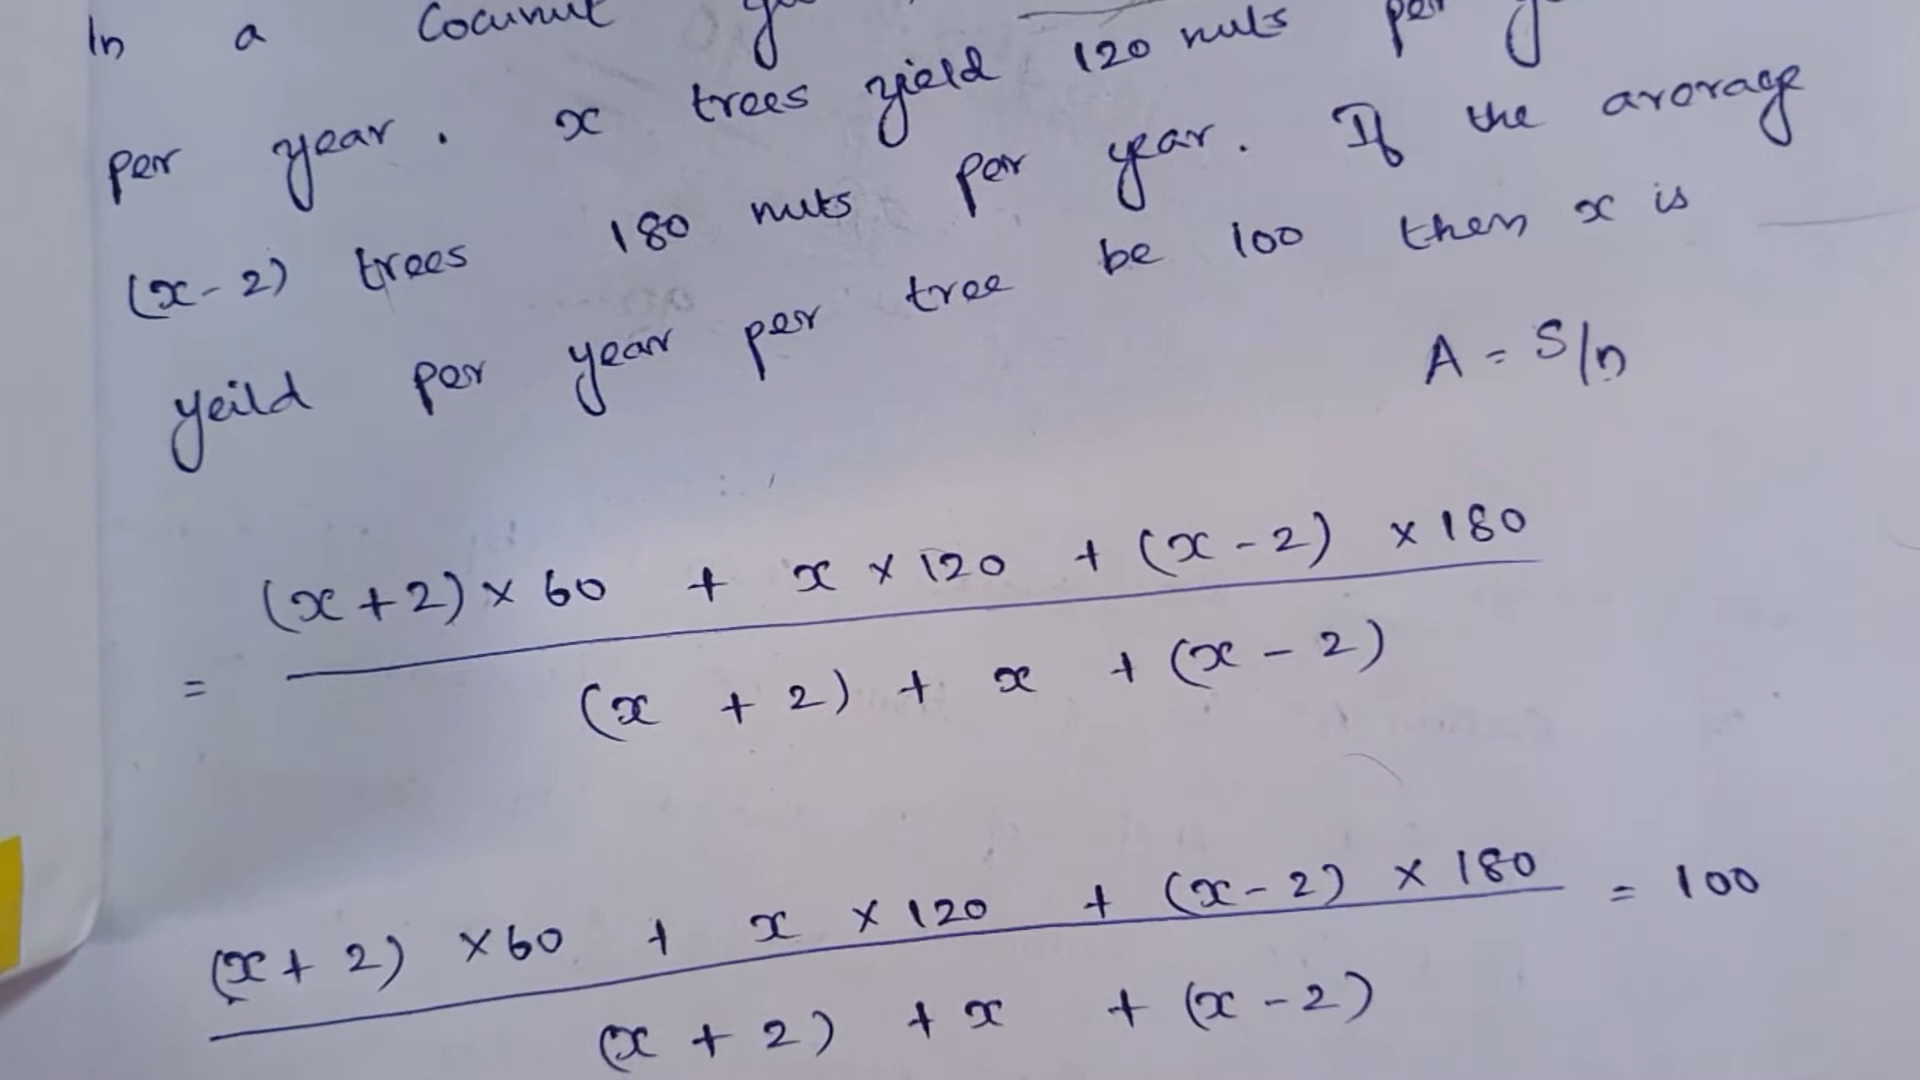 In a Cocunut
per year. x trees yield 120 nuts per
(x-2) trees 180 nuts per year. If the average
yeild per year per tree be 100 then x is
A = S/n
= (x+2) × 60 + x × 120 + (x-2) × 180
(x + 2) + x + (x - 2)
(x + 2) × 60 + x × 120 + (x-2) × 180 = 100
(x + 2) + x + (x - 2)